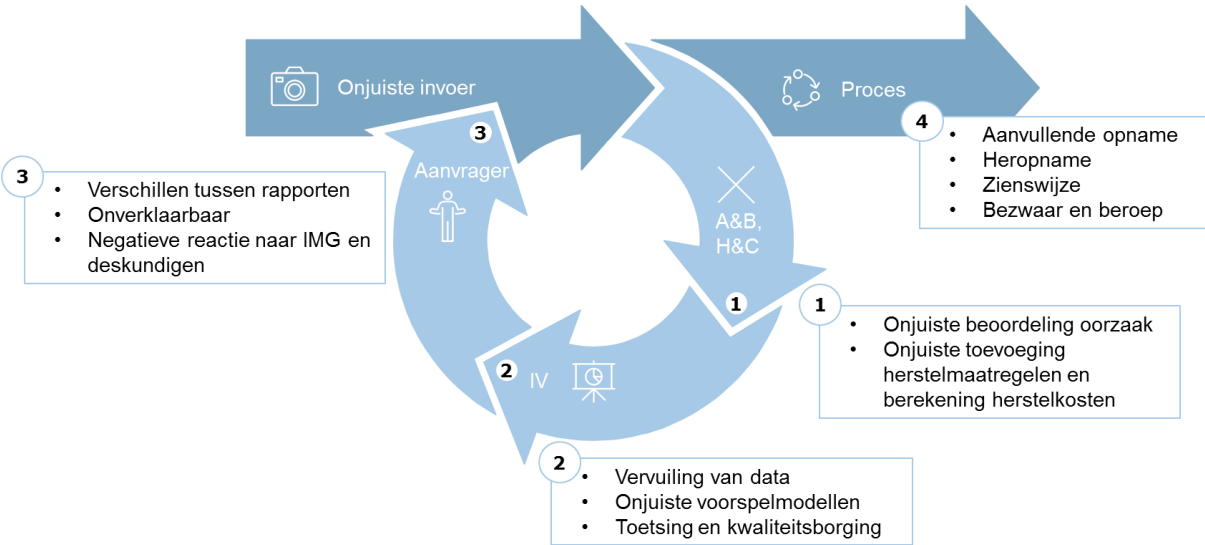 Onjuiste invoer
Proces
4
• Aanvullende opname
• Heropname
• Zienswijze
• Bezwaar en beroep
3
Aanvrager
3
• Verschillen tussen rapporten
• Onverklaarbaar
• Negatieve reactie naar IMG en
deskundigen
A&B,
H&C
1
1
• Onjuiste beoordeling oorzaak
• Onjuiste toevoeging
herstelmaatregelen en
berekening herstelkosten
2
IV
2
• Vervuiling van data
• Onjuiste voorspelmodellen
• Toetsing en kwaliteitsborging